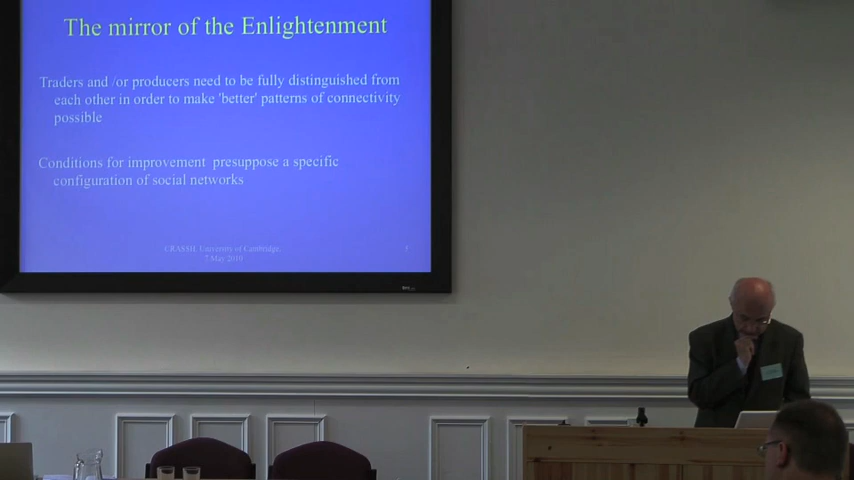 The mirror of the Enlightenment
Traders and /or producers need to be fully distinguished from
each other in order to make 'better' patterns of connectivity
possible
Conditions for improvement presuppose a specific
configuration of social networks
CRASSH, University of Cambridge,
7 May 2010